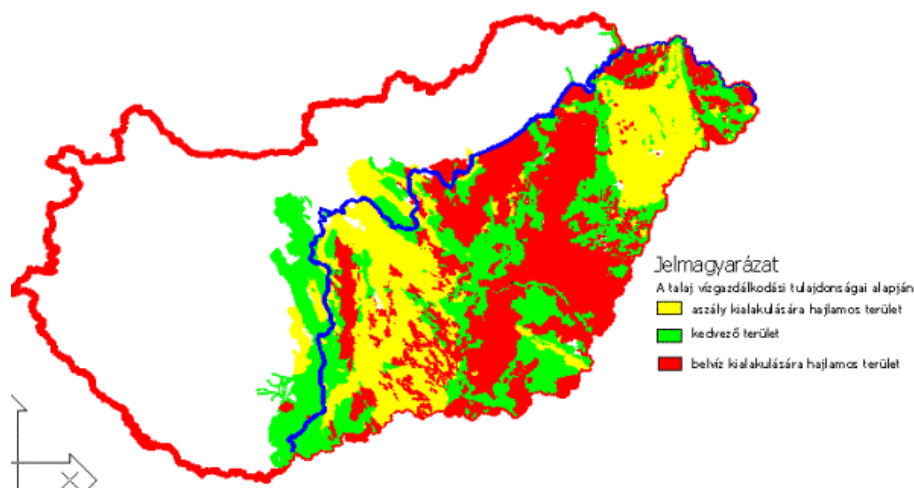 Jelmagyarázat
A talaj vízgazdálkodási tulajdonságai alapján
aszály kialakulására hajlamos terület
kedvező terület
belvíz kialakulására hajlamos terület
X